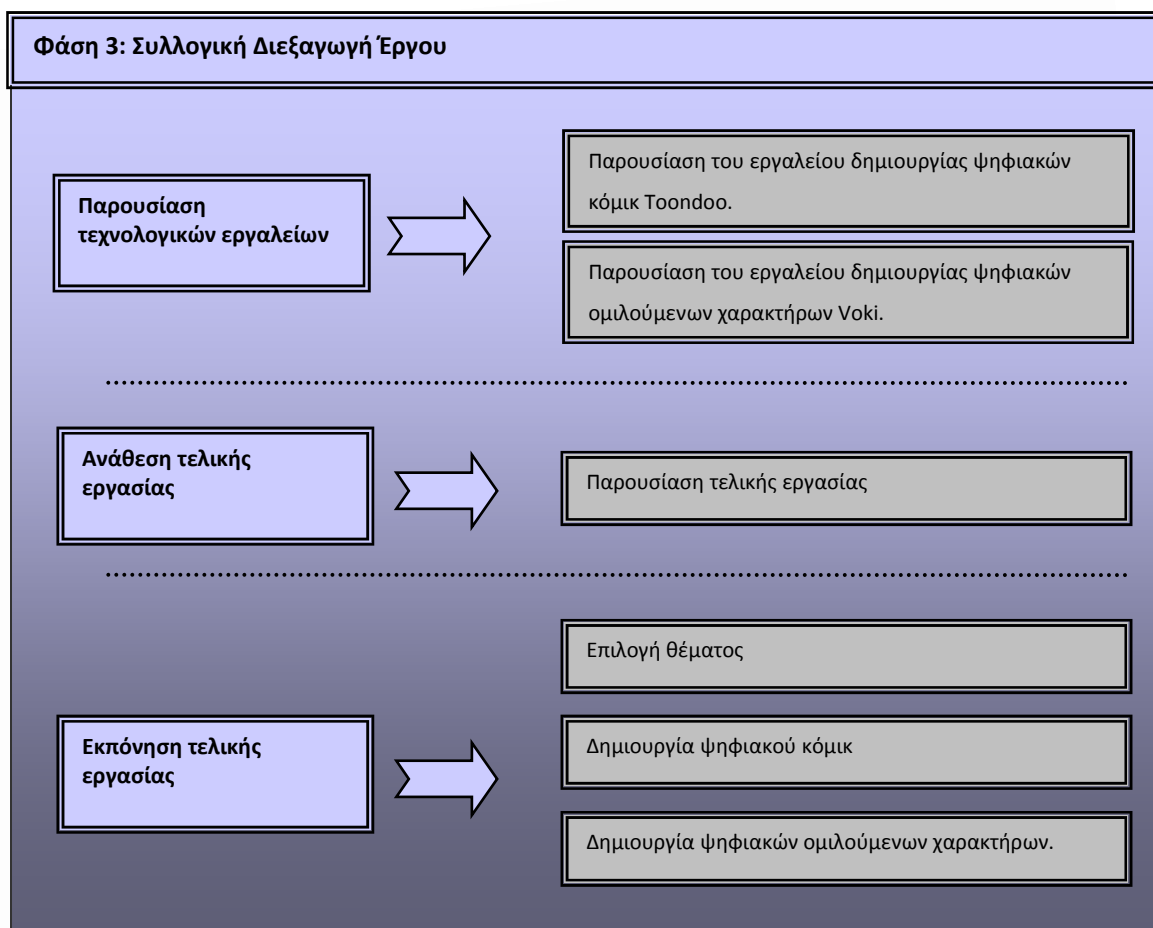 Φάση 3: Συλλογική Διεξαγωγή Έργου
Παρουσίαση
τεχνολογικών εργαλείων
Παρουσίαση του εργαλείου δημιουργίας ψηφιακών
κόμικ Toondoo.
Παρουσίαση του εργαλείου δημιουργίας ψηφιακών
ομιλούμενων χαρακτήρων Voki.
Ανάθεση τελικής
εργασίας
Παρουσίαση τελικής εργασίας
Εκπόνηση τελικής
εργασίας
Επιλογή θέματος
Δημιουργία ψηφιακού κόμικ
Δημιουργία ψηφιακών ομιλούμενων χαρακτήρων.